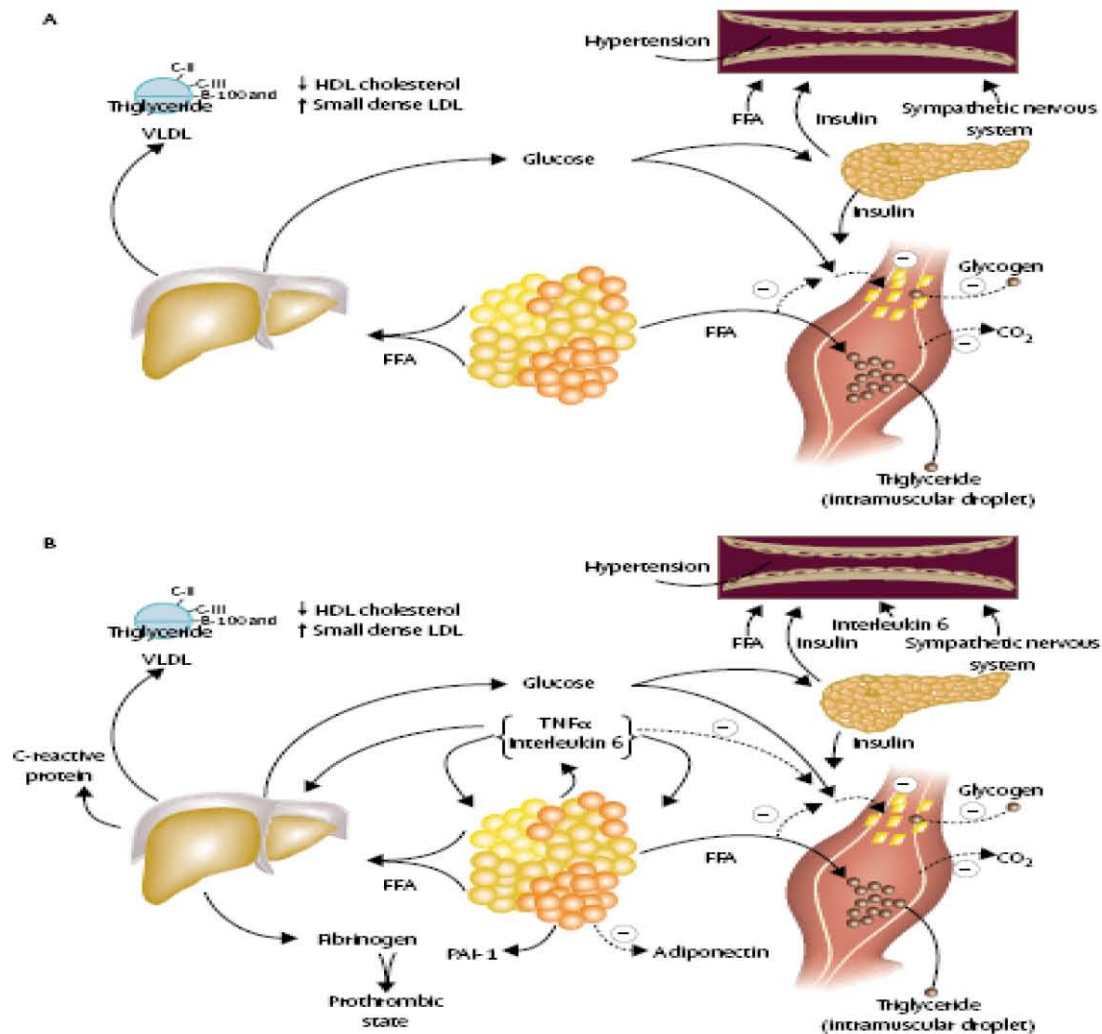 A
Hypertension
C-II
C-III
B-100 and
Triglyceride
VLDL
↓ HDL cholesterol
↑ Small dense LDL
FFA
Insulin
Sympathetic nervous
system
Glucose
Insulin
Glycogen
CO2
FFA
FFA
Triglyceride
(intramuscular droplet)
B
Hypertension
C-II
C-III
B-100 and
Triglyceride
VLDL
↓ HDL cholesterol
↑ Small dense LDL
Interleukin 6
FFA
Insulin
Sympathetic nervous
system
Glucose
TNFα
Interleukin 6
Insulin
C-reactive
protein
Glycogen
CO2
FFA
FFA
Fibrinogen
PAI-1
Adiponectin
Prothrombic
state
Triglyceride
(intramuscular droplet)